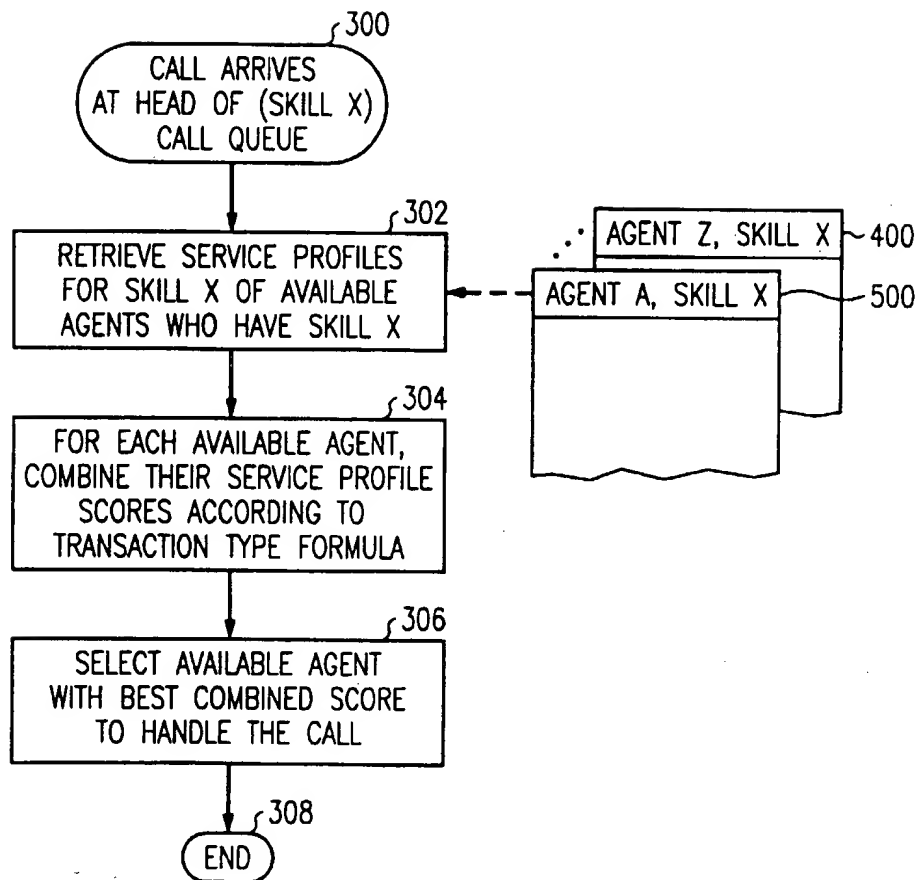 300
CALL ARRIVES
AT HEAD OF (SKILL X)
CALL QUEUE
302
RETRIEVE SERVICE PROFILES
FOR SKILL X OF AVAILABLE
AGENTS WHO HAVE SKILL X
AGENT Z, SKILL X
400
AGENT A, SKILL X
500
304
FOR EACH AVAILABLE AGENT,
COMBINE THEIR SERVICE PROFILE
SCORES ACCORDING TO
TRANSACTION TYPE FORMULA
306
SELECT AVAILABLE AGENT
WITH BEST COMBINED SCORE
TO HANDLE THE CALL
308
END